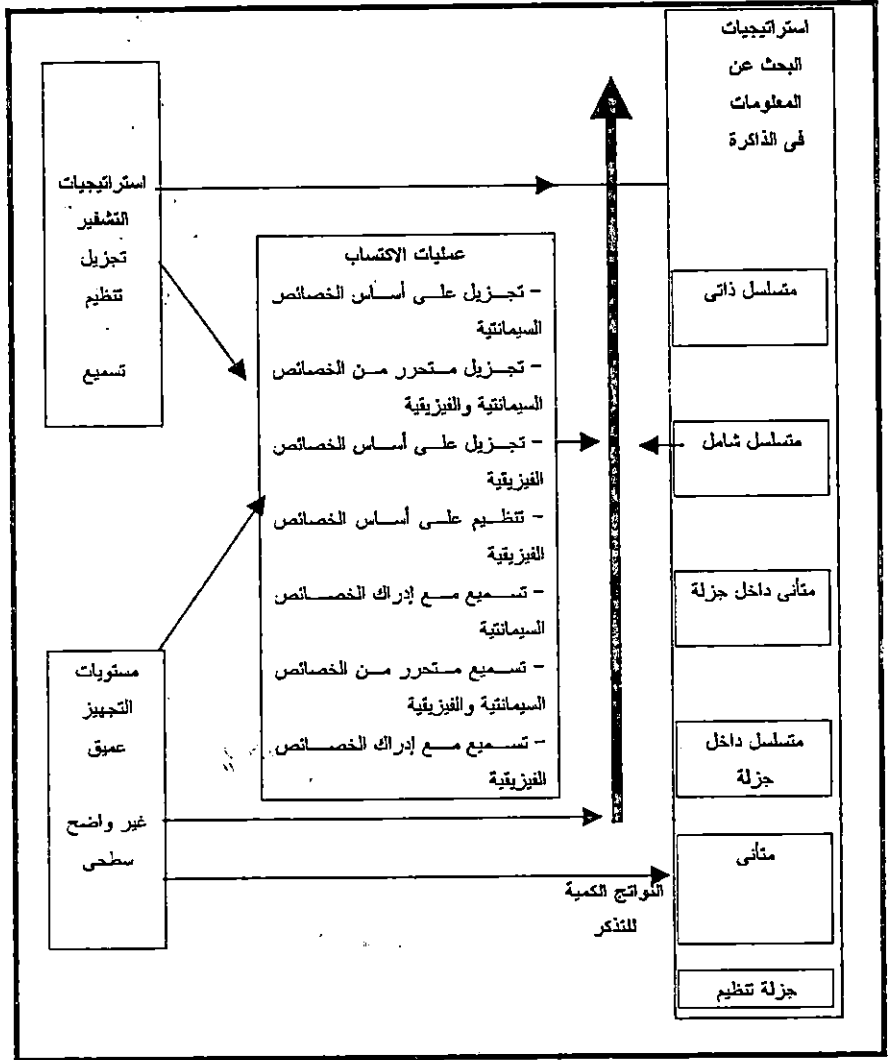 استراتيجيات
البحث عن
المعلومات
فى الذاكرة
متسلسل ذاتى
متسلسل شامل
متأنى داخل جزلة
متسلسل داخل
جزلة
متأنى
جزلة تنظيم
استراتيجيات
التشفير
تجزيل
تنظيم
تسميع
عمليات الاكتساب
- تجزيل على أساس الخصائص
السيمانتية
- تجزيل متحرر من الخصائص
السيمانتية والفيزيقية
- تجزيل على أساس الخصائص
الفيزيقية
- تنظيم على أساس الخصائص
الفيزيقية
- تسميع مع إدراك الخصائص
السيمانتية
- تسميع متحرر من الخصائص
السيمانتية والفيزيقية
- تسميع مع إدراك الخصائص
الفيزيقية
مستويات
التجهيز
عميق
غير واضح
سطحى
النواتج الكمية
للتذكر